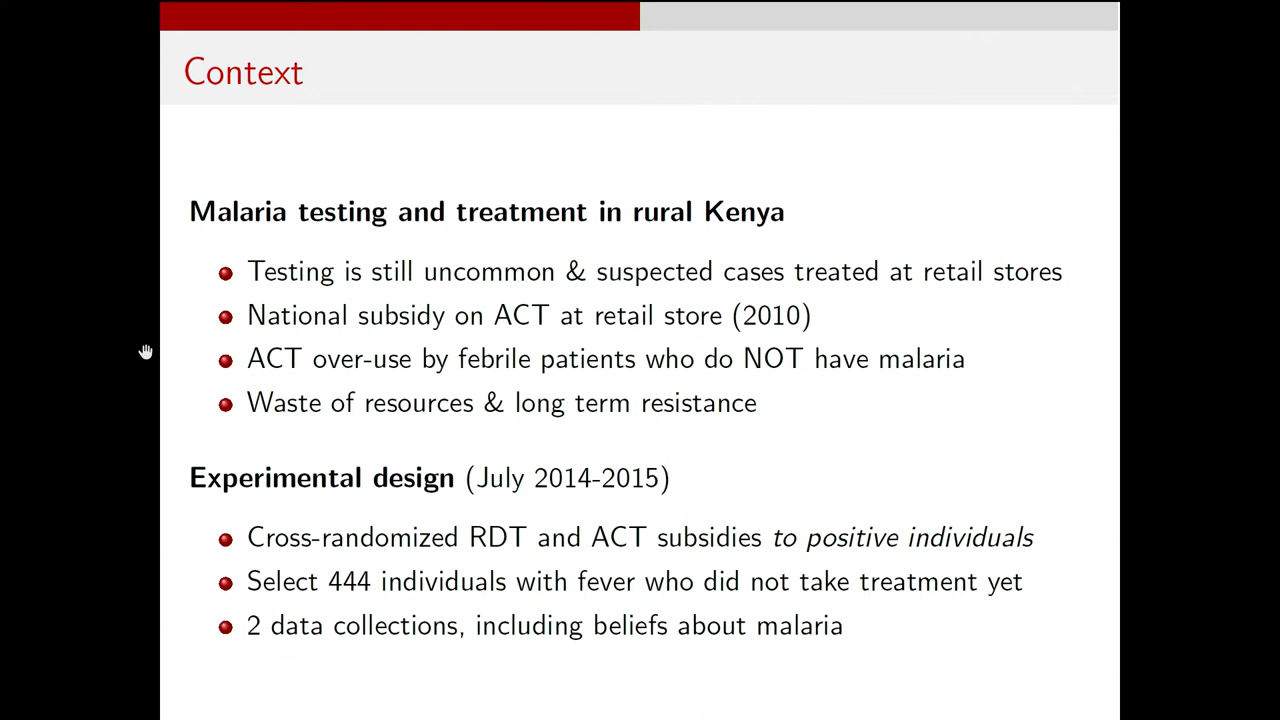 Context
Malaria testing and treatment in rural Kenya
Testing is still uncommon & suspected cases treated at retail stores
National subsidy on ACT at retail store (2010)
ACT over-use by febrile patients who do NOT have malaria
Waste of resources & long term resistance
Experimental design (July 2014-2015)
Cross-randomized RDT and ACT subsidies to positive individuals
Select 444 individuals with fever who did not take treatment yet
2 data collections, including beliefs about malaria